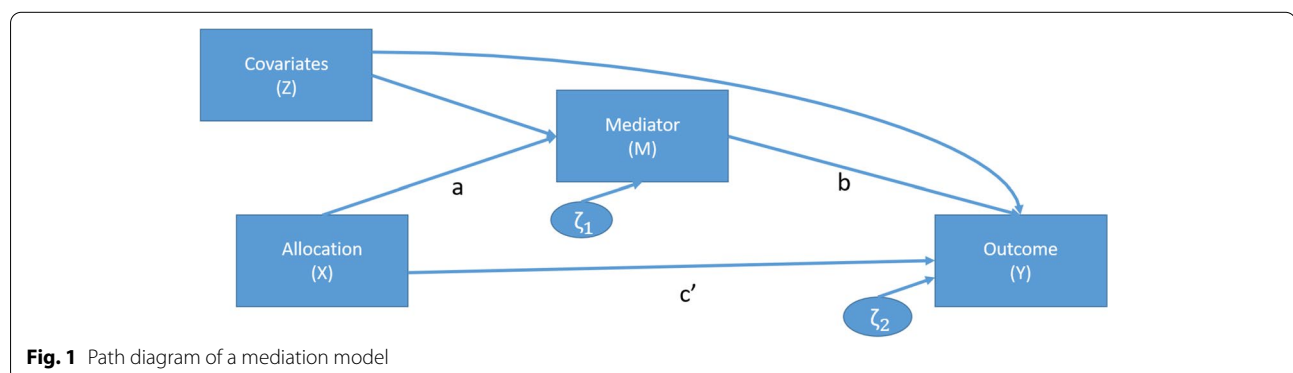 Covariates
(Z)
Mediator
(M)
a
b
ζ1
Allocation
(X)
Outcome
(Y)
c'
ζ2
Fig. 1 Path diagram of a mediation model